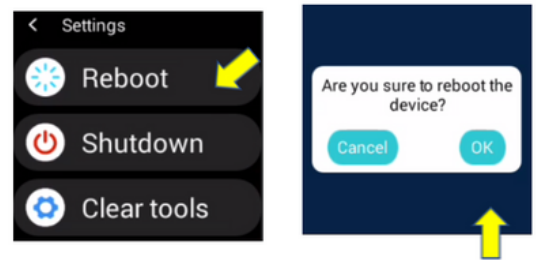 < Settings
Reboot
Shutdown
Clear tools
Are you sure to reboot the
device?
Cancel
OK